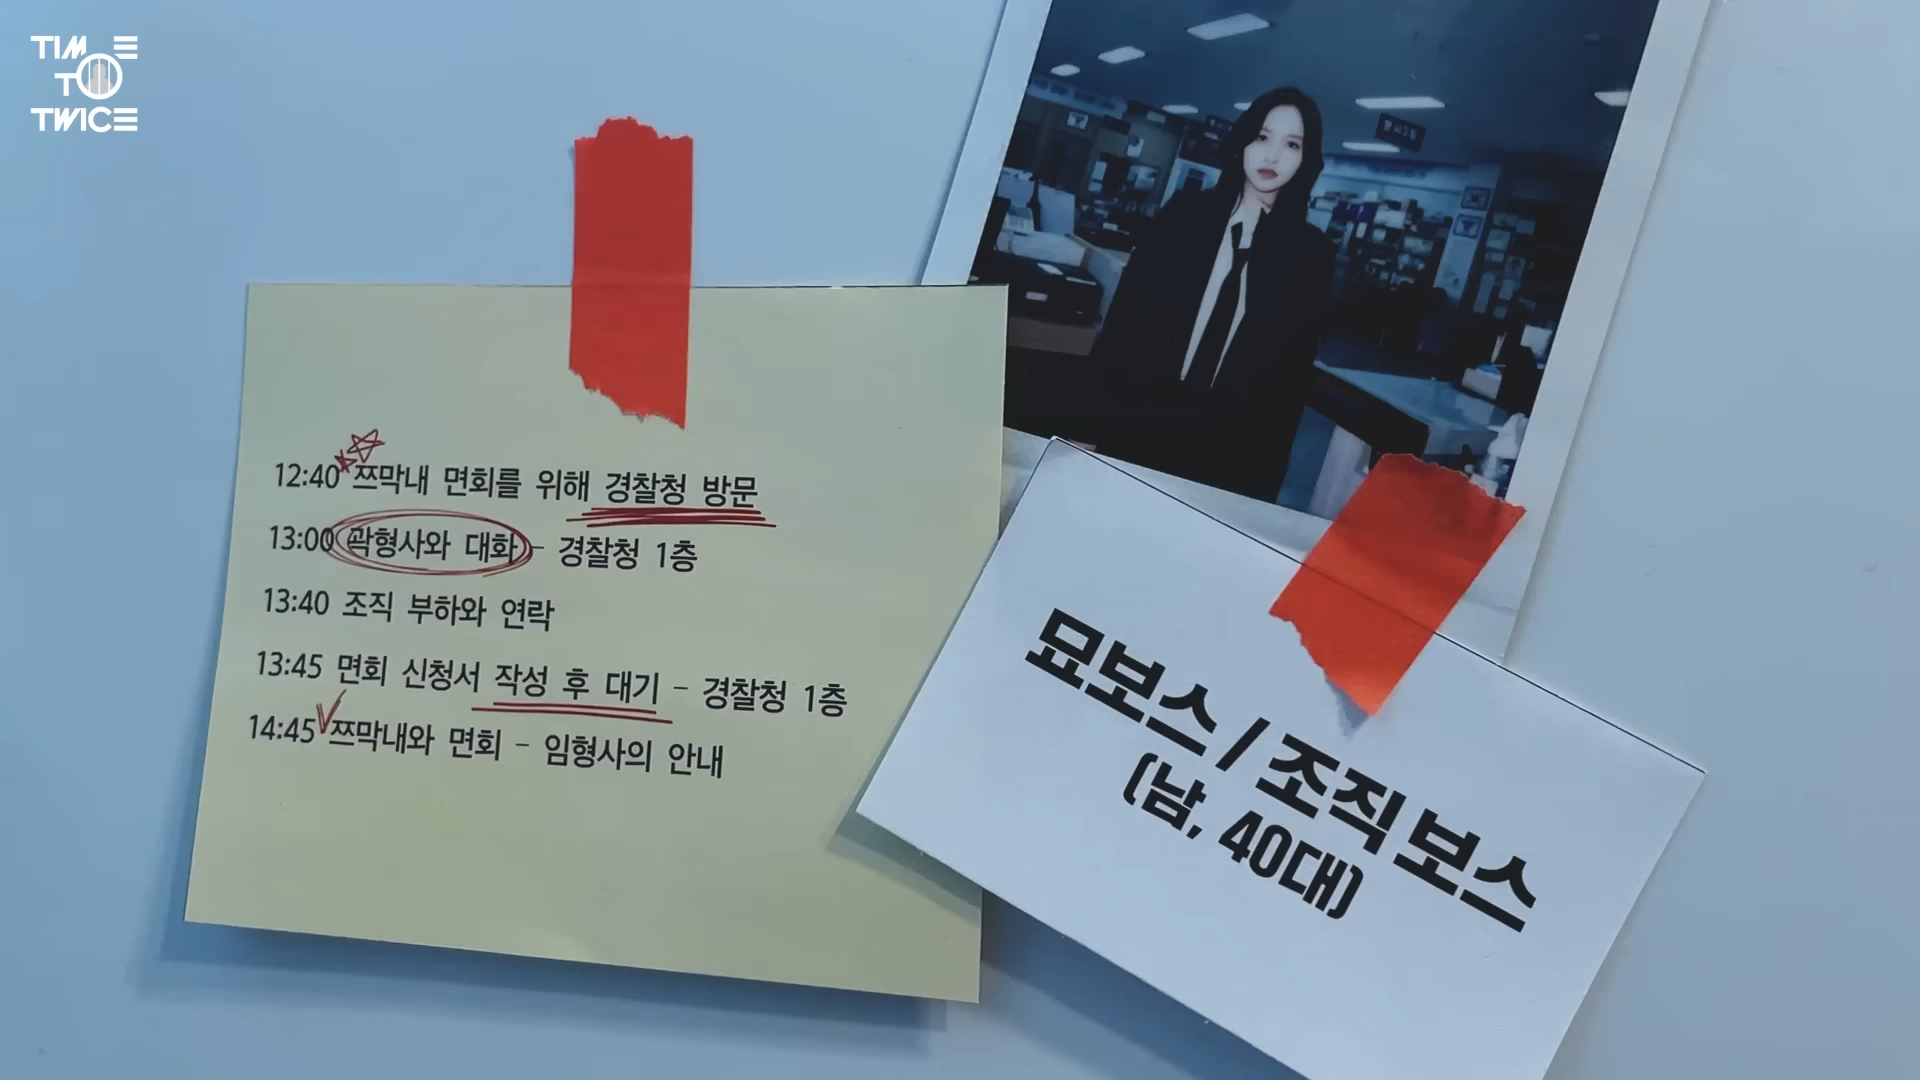 TIME
TO
TWICE
12:40 쯔막내 면회를 위해 경찰청 방문
13:00 곽형사와 대화 - 경찰청 1층
13:40 조직 부하와 연락
13:45 면회 신청서 작성 후 대기 - 경찰청 1층
14:45 쯔막내와 면회 - 임형사의 안내
묘보스 / 조직 보스
(남, 40대)